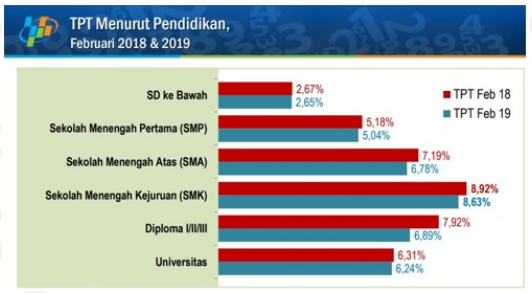 TPT Menurut Pendidikan,
Februari 2018 & 2019
SD ke Bawah
2,67%
2,65%
TPT Feb 18
TPT Feb 19
Sekolah Menengah Pertama (SMP)
5,18%
5,04%
Sekolah Menengah Atas (SMA)
7,19%
6,78%
Sekolah Menengah Kejuruan (SMK)
8,92%
8,63%
Diploma I/II/III
7,92%
6,89%
Universitas
6,31%
6,24%